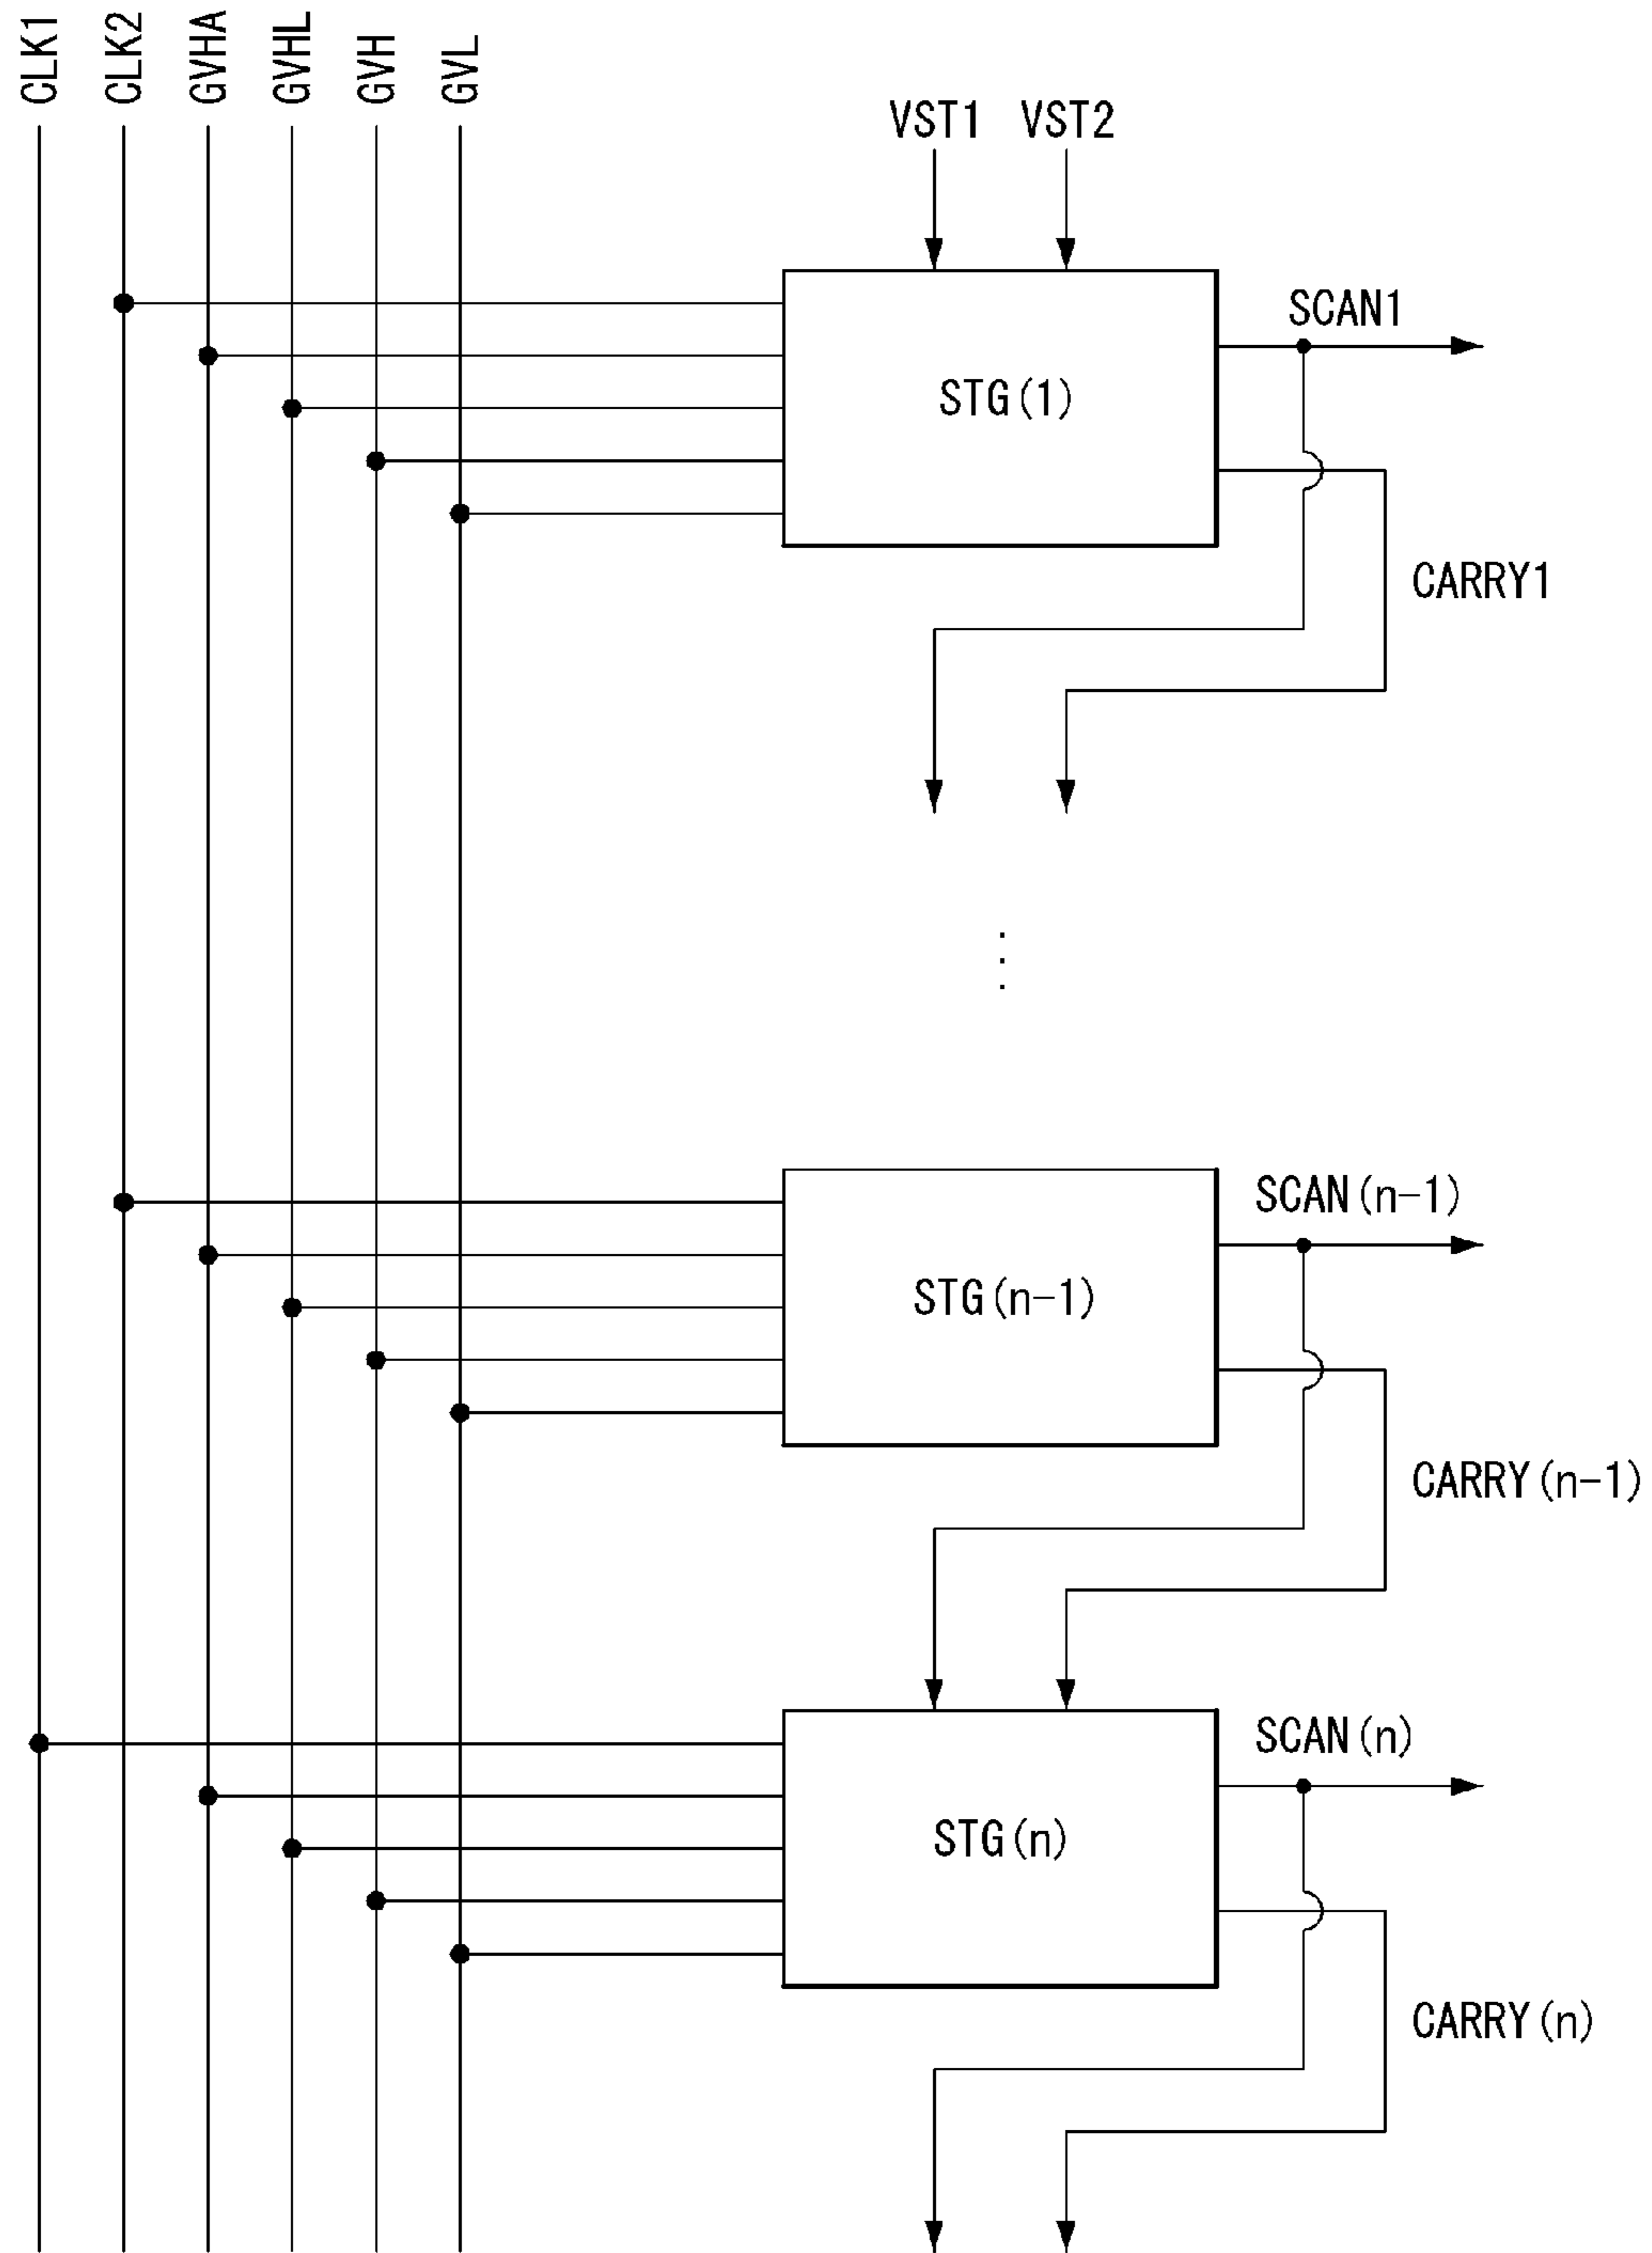 CLK1
CLK2
GVHA
GVHL
GVH
GVL
VST1 VST2
SCAN1
STG(1)
CARRY1
SCAN(n-1)
STG(n-1)
CARRY(n-1)
SCAN(n)
STG(n)
CARRY(n)